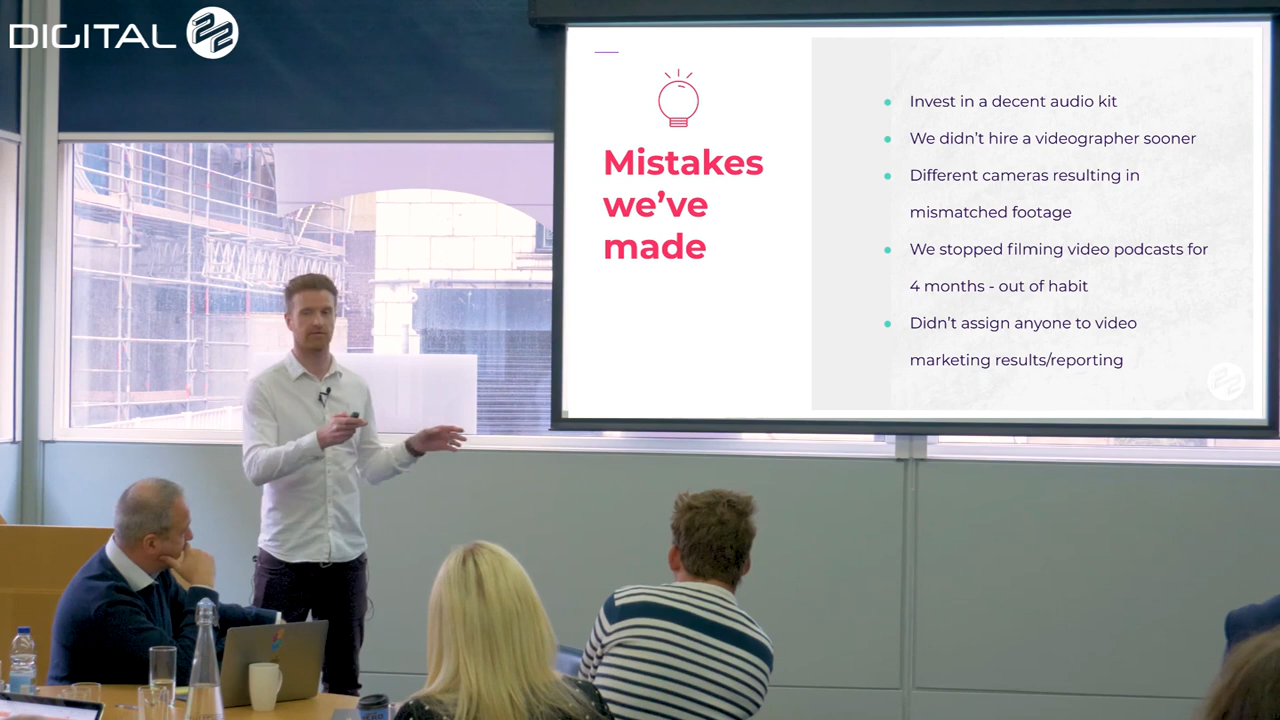 DIGITAL 22
Mistakes
we've
made
Invest in a decent audio kit
We didn't hire a videographer sooner
Different cameras resulting in
mismatched footage
We stopped filming video podcasts for
4 months - out of habit
Didn't assign anyone to video
marketing results/reporting
22